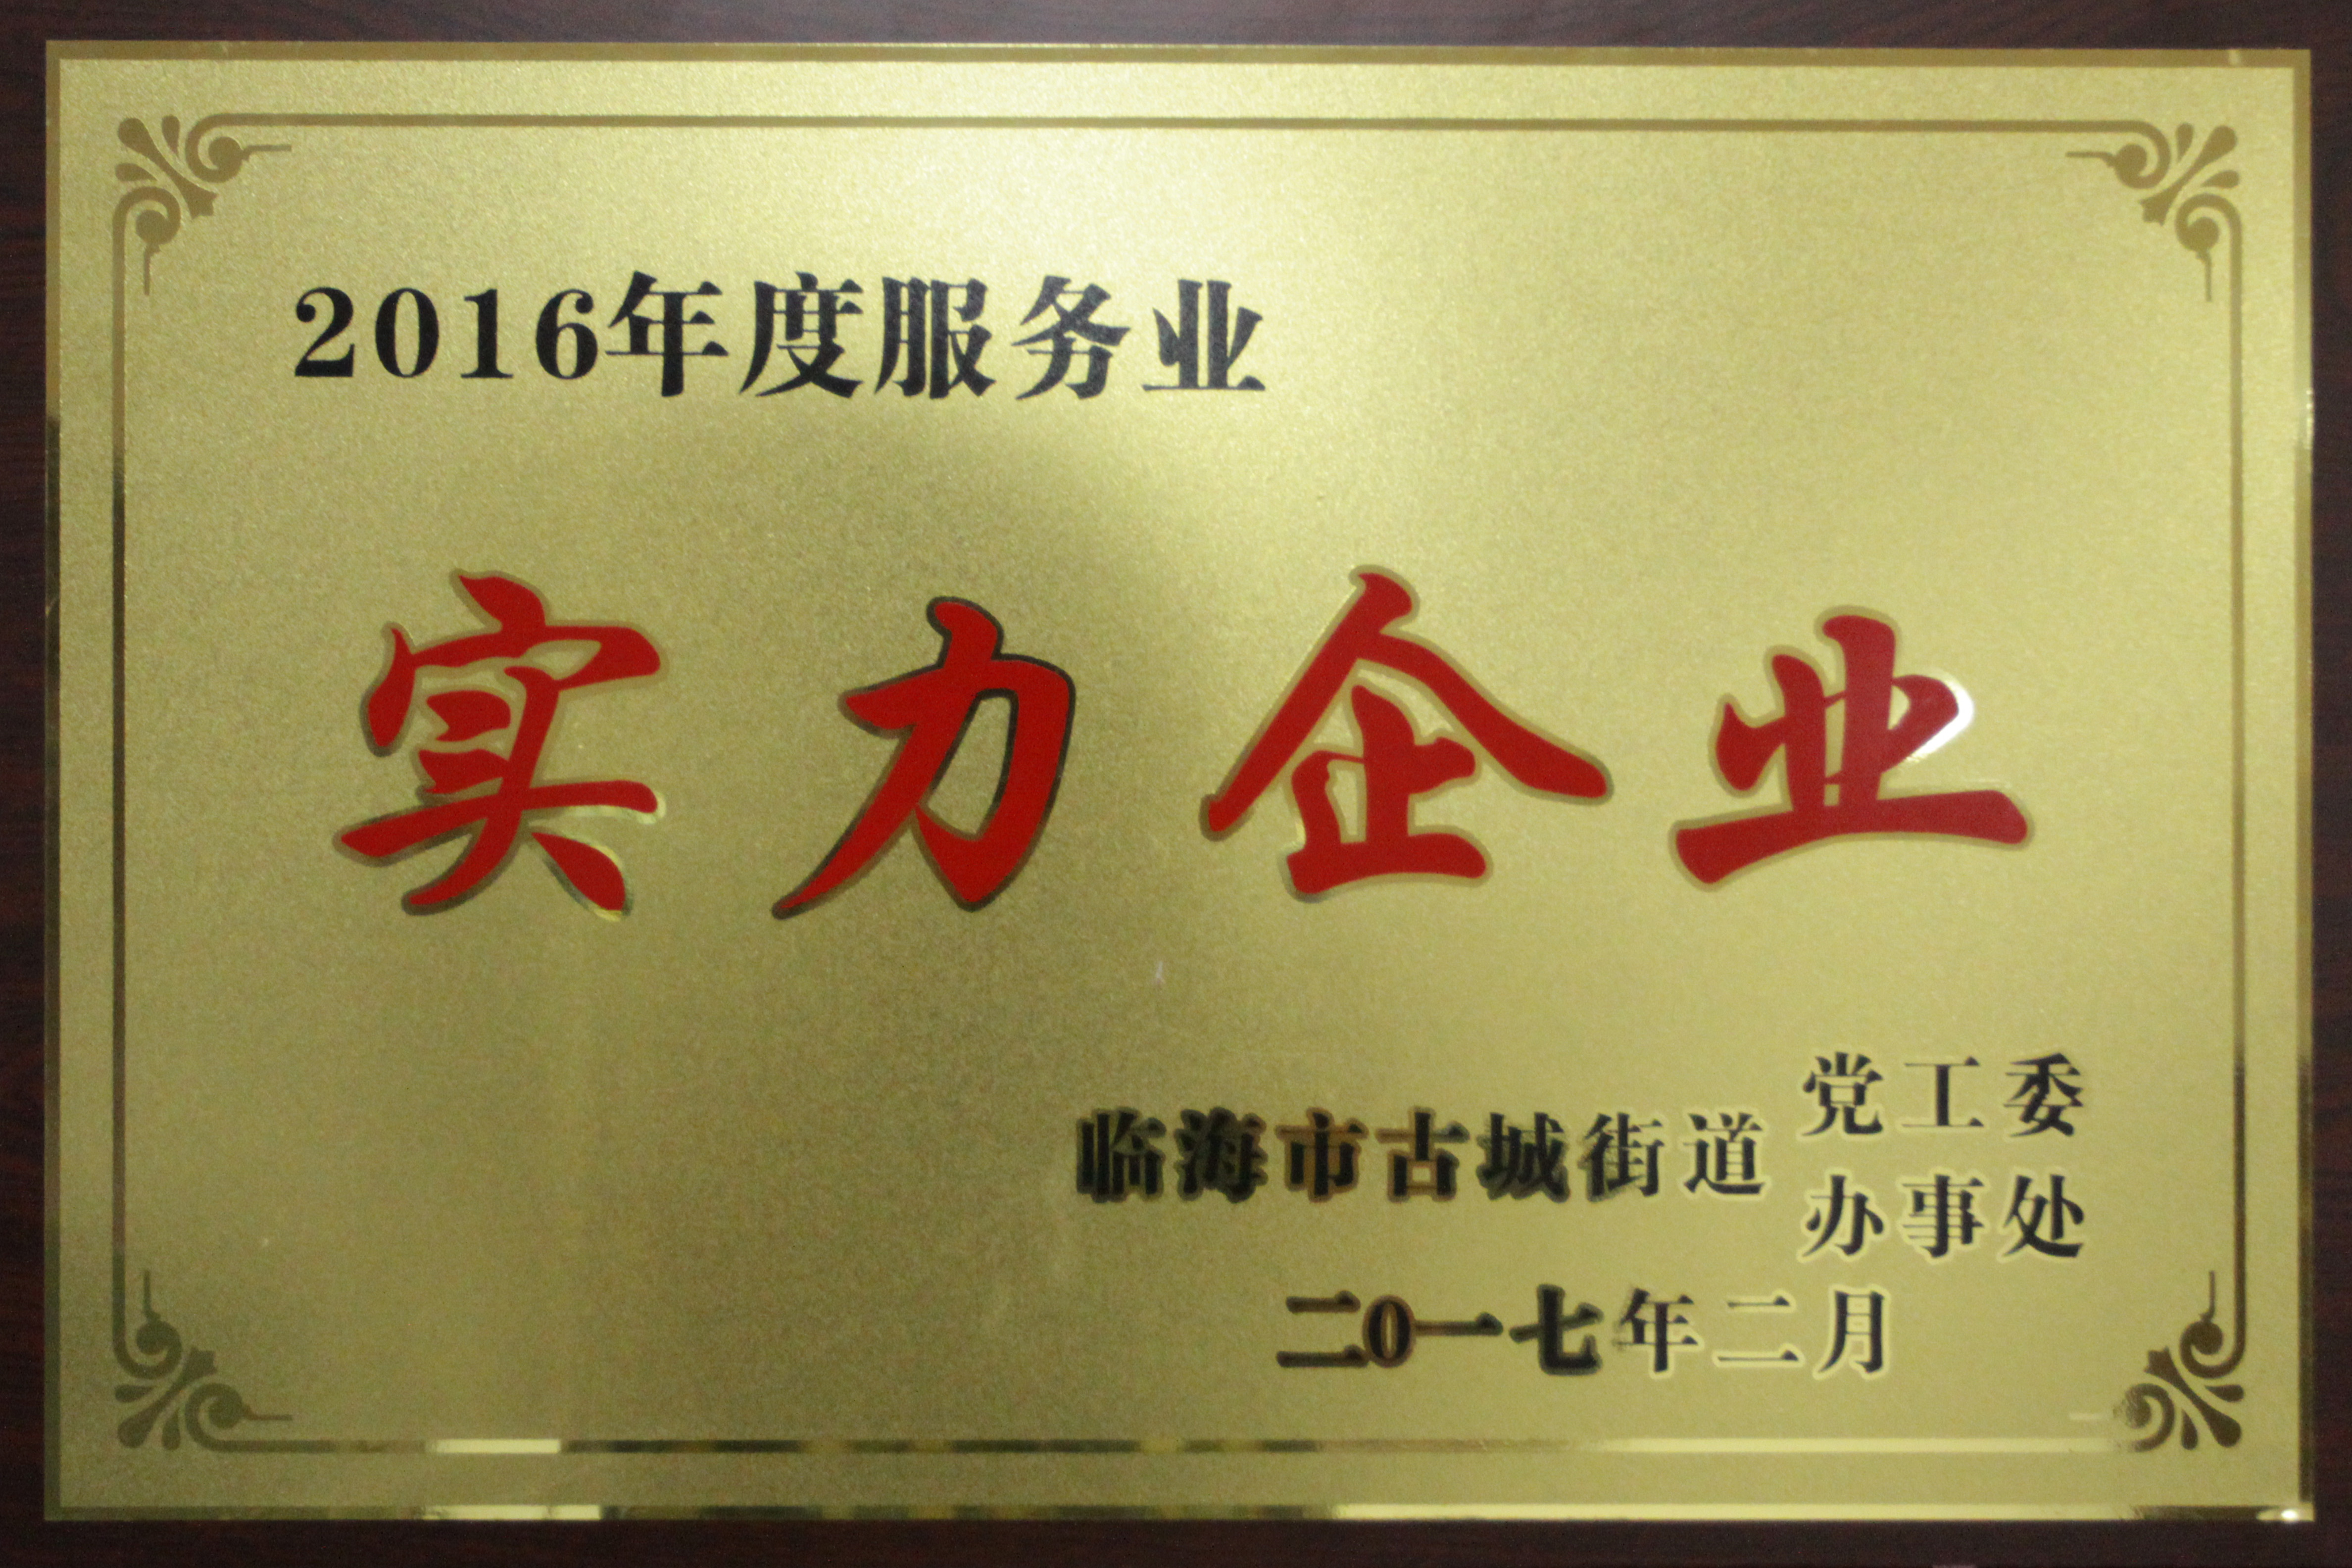 2016年度服务业
实力企业
临海市古城街道 党工委
办事处
二0一七年二月